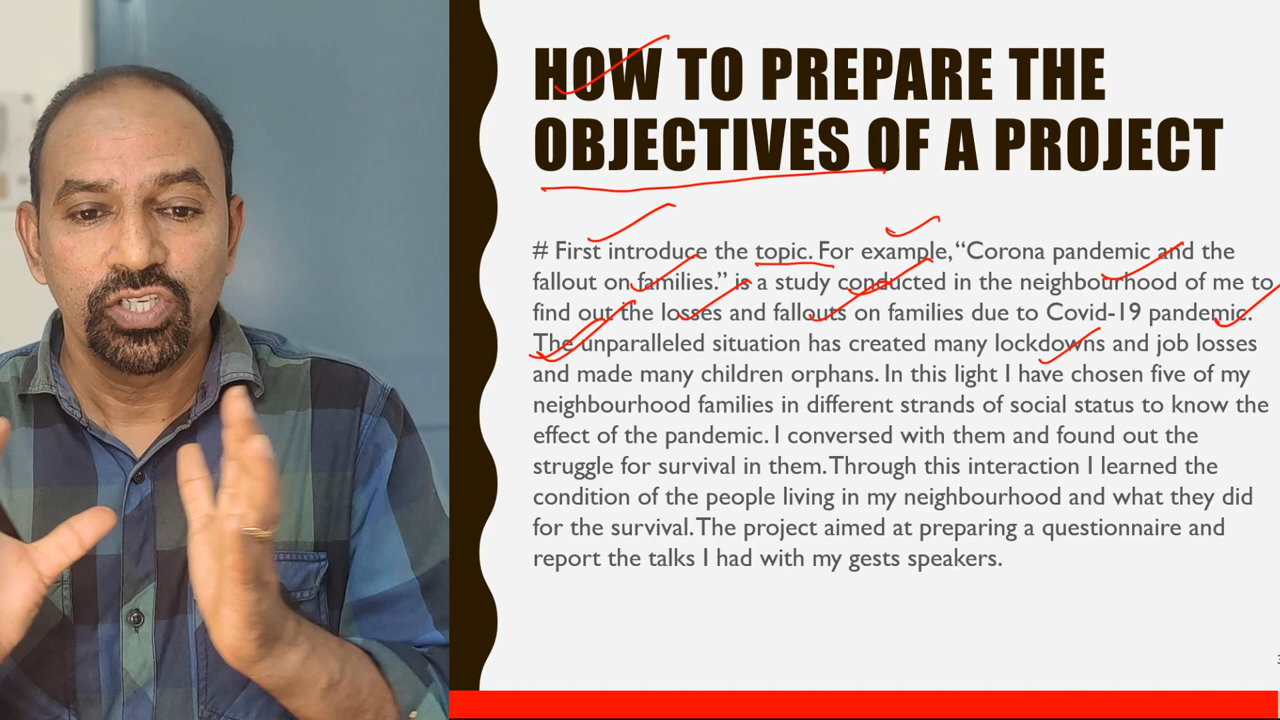 HOW TO PREPARE THE
OBJECTIVES OF A PROJECT
# First introduce the topic. For example, “Corona pandemic and the
fallout on families.” is a study conducted in the neighbourhood of me to
find out the losses and fallouts on families due to Covid-19 pandemic.
The unparalleled situation has created many lockdowns and job losses
and made many children orphans. In this light I have chosen five of my
neighbourhood families in different strands of social status to know the
effect of the pandemic. I conversed with them and found out the
struggle for survival in them. Through this interaction I learned the
condition of the people living in my neighbourhood and what they did
for the survival. The project aimed at preparing a questionnaire and
report the talks I had with my gests speakers.